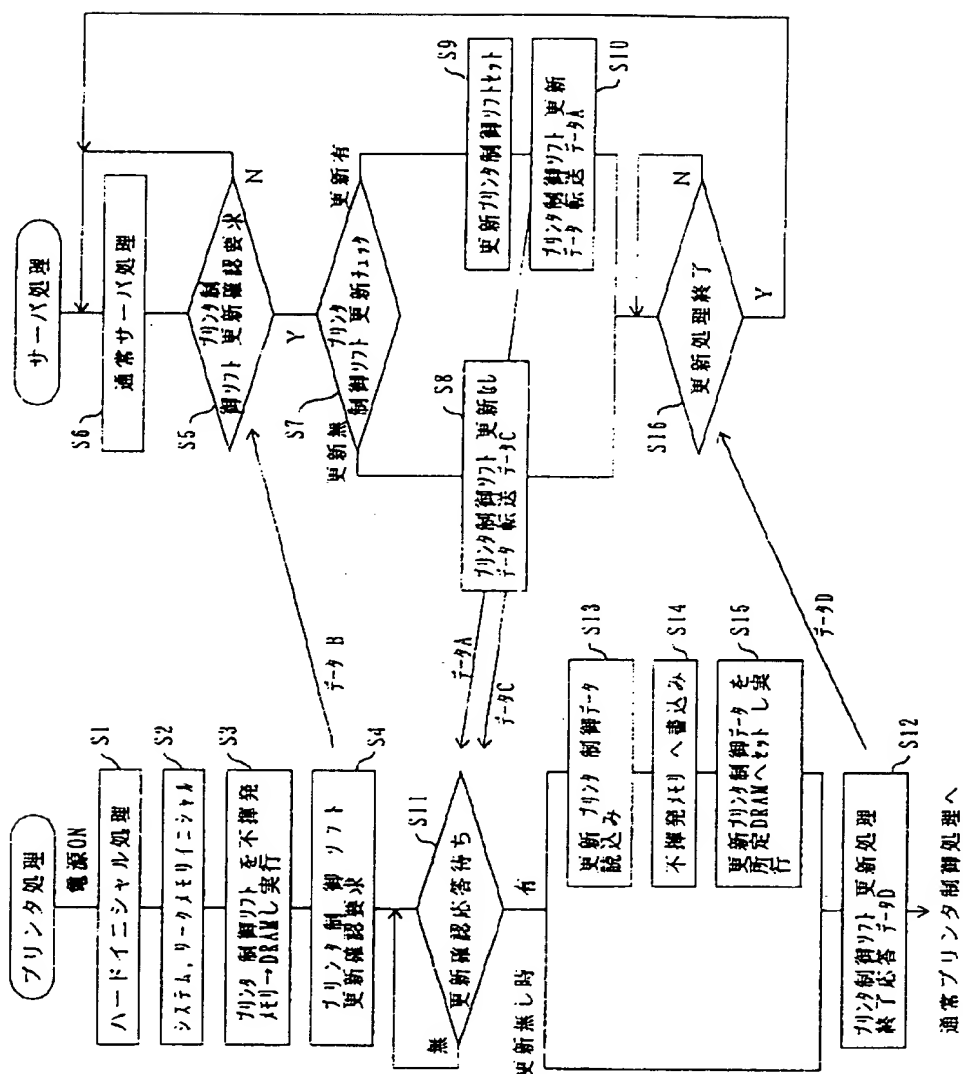 プリンタ処理
電源ON
ハードイニシャル処理
S1
システム, ワークメモリイニシャル
S2
プリンタ 制御ソフト を不揮発
メモリ→DRAMし実行
S3
プリンタ 制 御 ソフト
更新確認要求
S4
データ B
更新確認応答待ち
S11
無
有
更新無し時
データA
データC
更新 プリンタ 制御データ
読込み
S13
不揮発メモリ へ書込み
S14
更新プリンタ制御データ を
所定DRAMへセットし実
行
S15
プリンタ制御ソフト 更新処理
終了応答 データD
S12
データD
通常プリンタ制御処理へ
サーバ処理
通常サーバ処理
S6
プリンタ制
御ソフト 更新確認要求
S5
N
Y
プリンタ
制御ソフト 更新チェック
S7
更新無
更新有
プリンタ制御ソフト 更新なし
データ 転送 データC
S8
更新プリンタ制御ソフトセット
S9
プリンタ制御ソフト 更新
データ 転送 データA
S10
更新処理終了
S16
N
Y